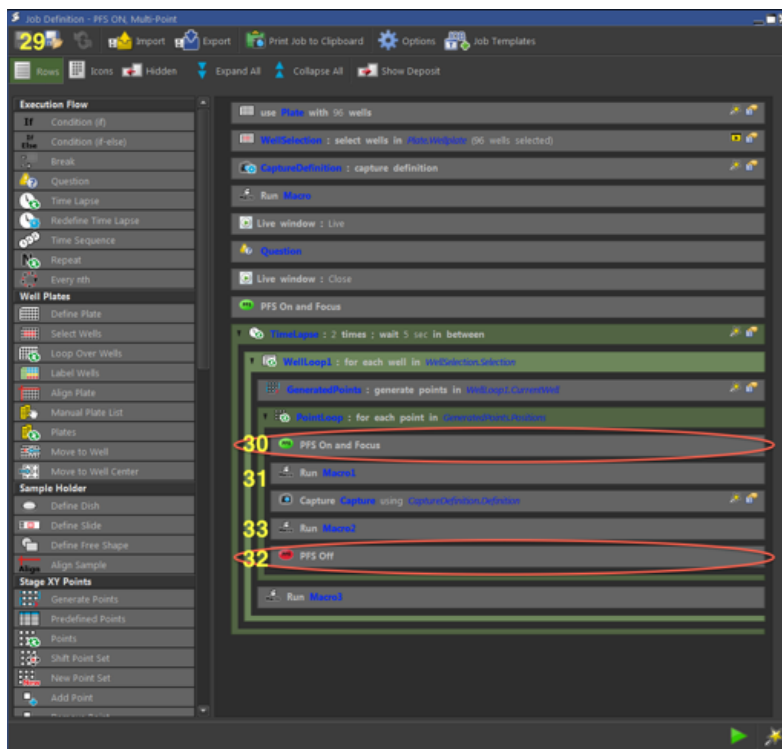 Job Definition - PFS ON, Multi-Point
29 Import Export Print Job to Clipboard Options Job Templates
Rows Icons Hidden Expand All Collapse All Show Deposit
Execution Flow
If Condition (if)
If Else Condition (if-else)
Break
Question
Time Lapse
Redefine Time Lapse
Time Sequence
Repeat
Every nth
Well Plates
Define Plate
Select Wells
Loop Over Wells
Label Wells
Align Plate
Manual Plate List
Plates
Move to Well
Move to Well Center
Sample Holder
Define Dish
Define Slide
Define Free Shape
Align Align Sample
Stage XY Points
Generate Points
Predefined Points
Points
Shift Point Set
New Point Set
Add Point
use Plate with 96 wells
WellSelection : select wells in Plate.Wellplate (96 wells selected)
CaptureDefinition : capture definition
Run Macro
Live window : Live
Question
Live window : Close
PFS On and Focus
TimeLapse : 2 times ; wait 5 sec in between
WellLoop1 : for each well in WellSelection.Selection
GeneratedPoints : generate points in WellLoop1.CurrentWell
PointLoop : for each point in GeneratedPoints.Positions
30 PFS On and Focus
31 Run Macro1
Capture Capture using CaptureDefinition.Definition
33 Run Macro2
32 PFS Off
Run Macro3